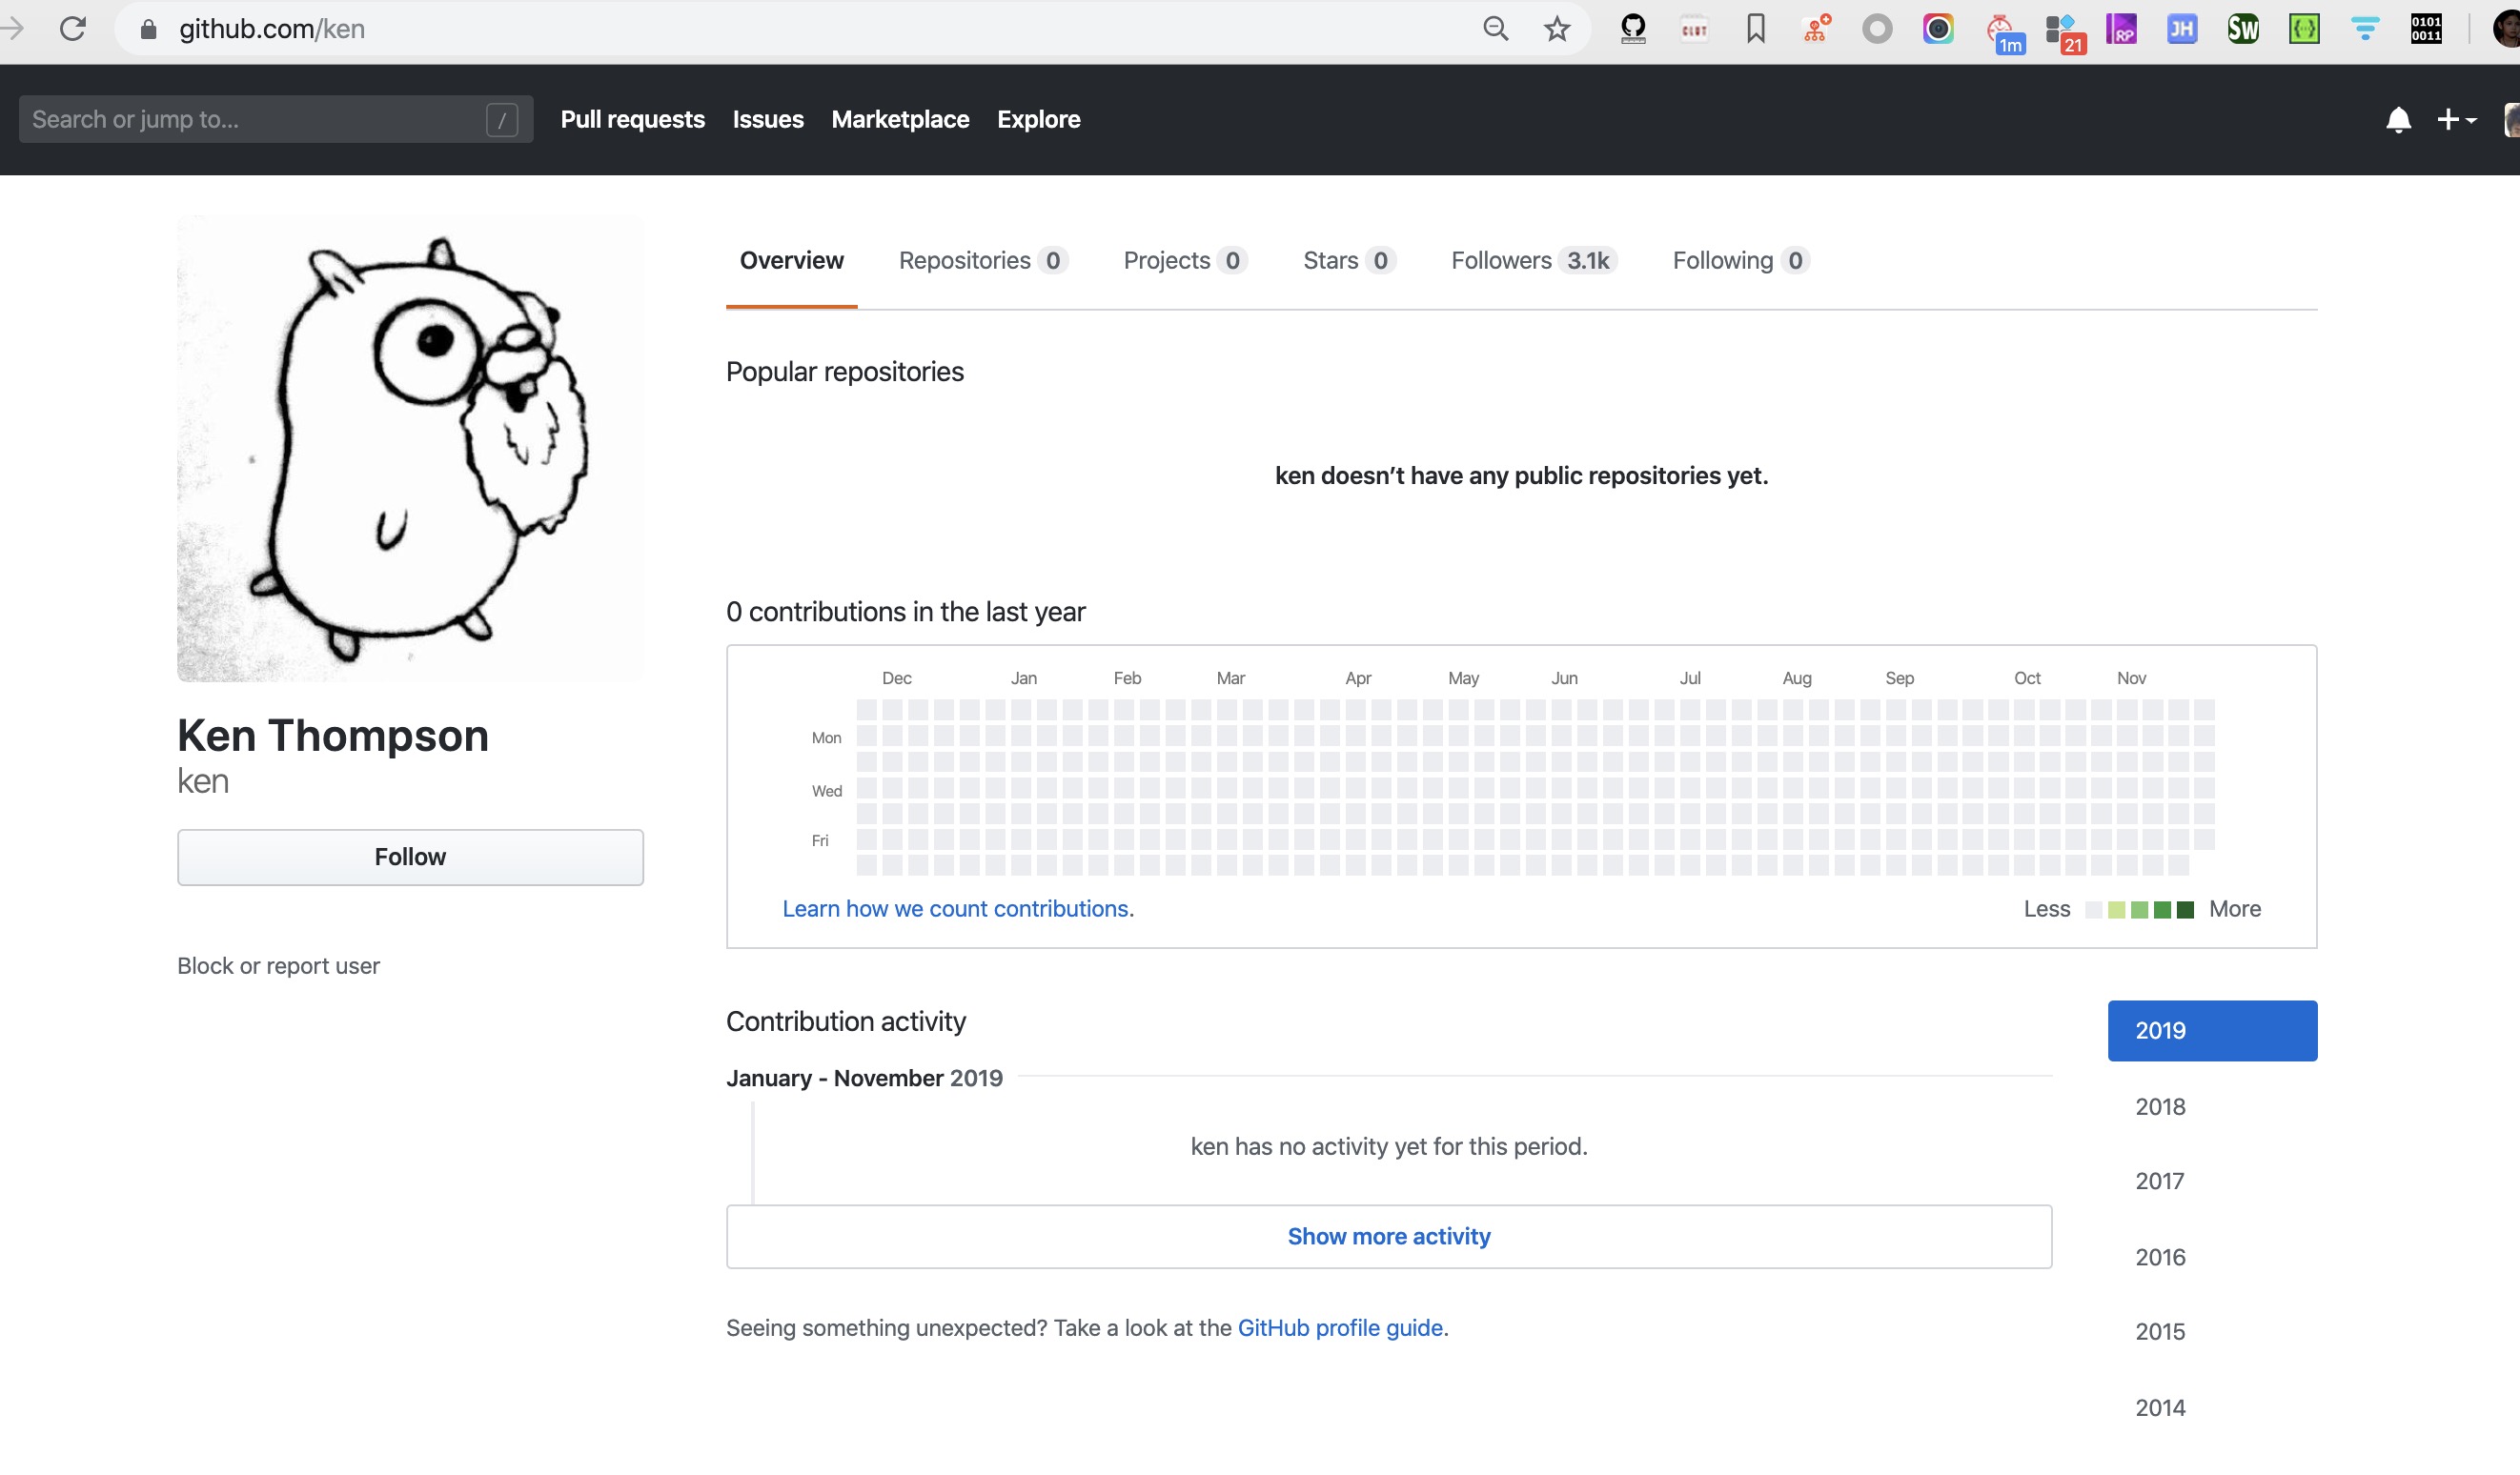 github.com/ken
CLUT
1m
21
RP
JH
SW
0101
0011
Search or jump to...
/
Pull requests Issues Marketplace Explore
Overview Repositories 0 Projects 0 Stars 0 Followers 3.1k Following 0
Popular repositories
ken doesn’t have any public repositories yet.
0 contributions in the last year
Dec Jan Feb Mar Apr May Jun Jul Aug Sep Oct Nov
Mon
Wed
Fri
Learn how we count contributions.
Less More
Ken Thompson
ken
Follow
Block or report user
Contribution activity
2019
January - November 2019
2018
ken has no activity yet for this period.
2017
Show more activity
2016
Seeing something unexpected? Take a look at the GitHub profile guide.
2015
2014